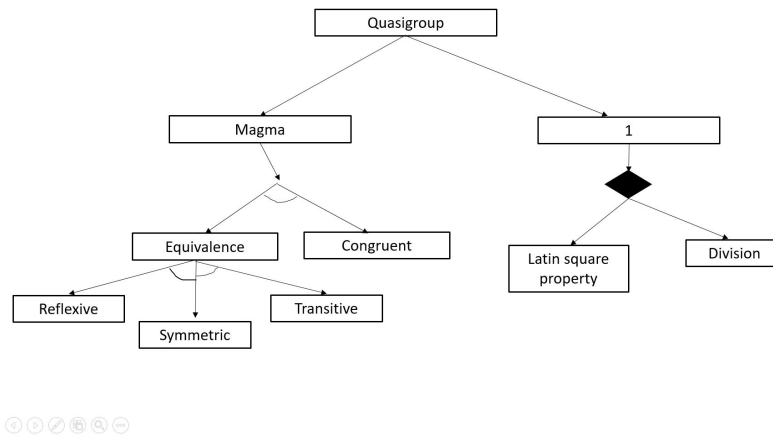 Quasigroup
Magma
1
Equivalence
Congruent
Latin square
property
Division
Reflexive
Symmetric
Transitive